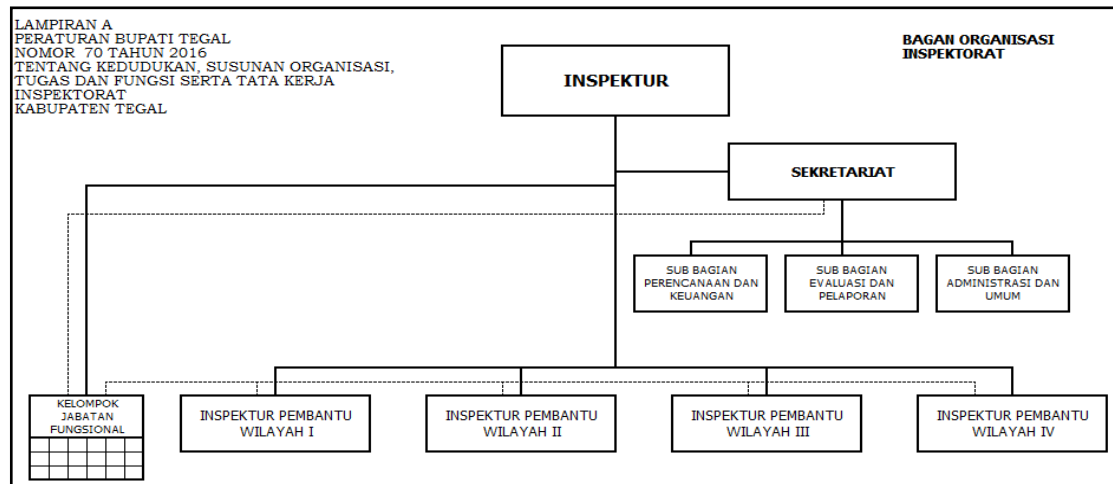 LAMPIRAN A
PERATURAN BUPATI TEGAL
NOMOR 70 TAHUN 2016
TENTANG KEDUDUKAN, SUSUNAN ORGANISASI,
TUGAS DAN FUNGSI SERTA TATA KERJA
INSPEKTORAT
KABUPATEN TEGAL
BAGAN ORGANISASI
INSPEKTORAT
INSPEKTUR
SEKRETARIAT
SUB BAGIAN
PERENCANAAN DAN
KEUANGAN
SUB BAGIAN
EVALUASI DAN
PELAPORAN
SUB BAGIAN
ADMINISTRASI DAN
UMUM
KELOMPOK
JABATAN
FUNGSIONAL
INSPEKTUR PEMBANTU
WILAYAH I
INSPEKTUR PEMBANTU
WILAYAH II
INSPEKTUR PEMBANTU
WILAYAH III
INSPEKTUR PEMBANTU
WILAYAH IV